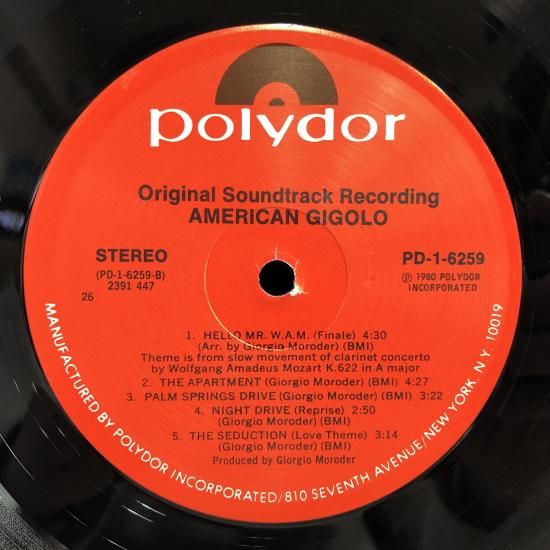 polydor
Original Soundtrack Recording
AMERICAN GIGOLO
STEREO
(PD-1-6259-B)
2391 447
26
PD-1-6259
Ⓟ 1980 POLYDOR
INCORPORATED
1. HELLO MR. W.A.M. (Finale) 4:30
(Arr. by Giorgio Moroder) (BMI)
Theme is from slow movement of clarinet concerto
by Wolfgang Amadeus Mozart K.622 in A major
2. THE APARTMENT (Giorgio Moroder) (BMI) 4:27
3. PALM SPRINGS DRIVE (Giorgio Moroder) (BMI) 3:22
4. NIGHT DRIVE (Reprise) 2:50
(Giorgio Moroder) (BMI)
5. THE SEDUCTION (Love Theme) 3:14
(Giorgio Moroder) (BMI)
Produced by Giorgio Moroder
MANUFACTURED BY POLYDOR INCORPORATED/810 SEVENTH AVENUE/NEW YORK. N.Y. 10019